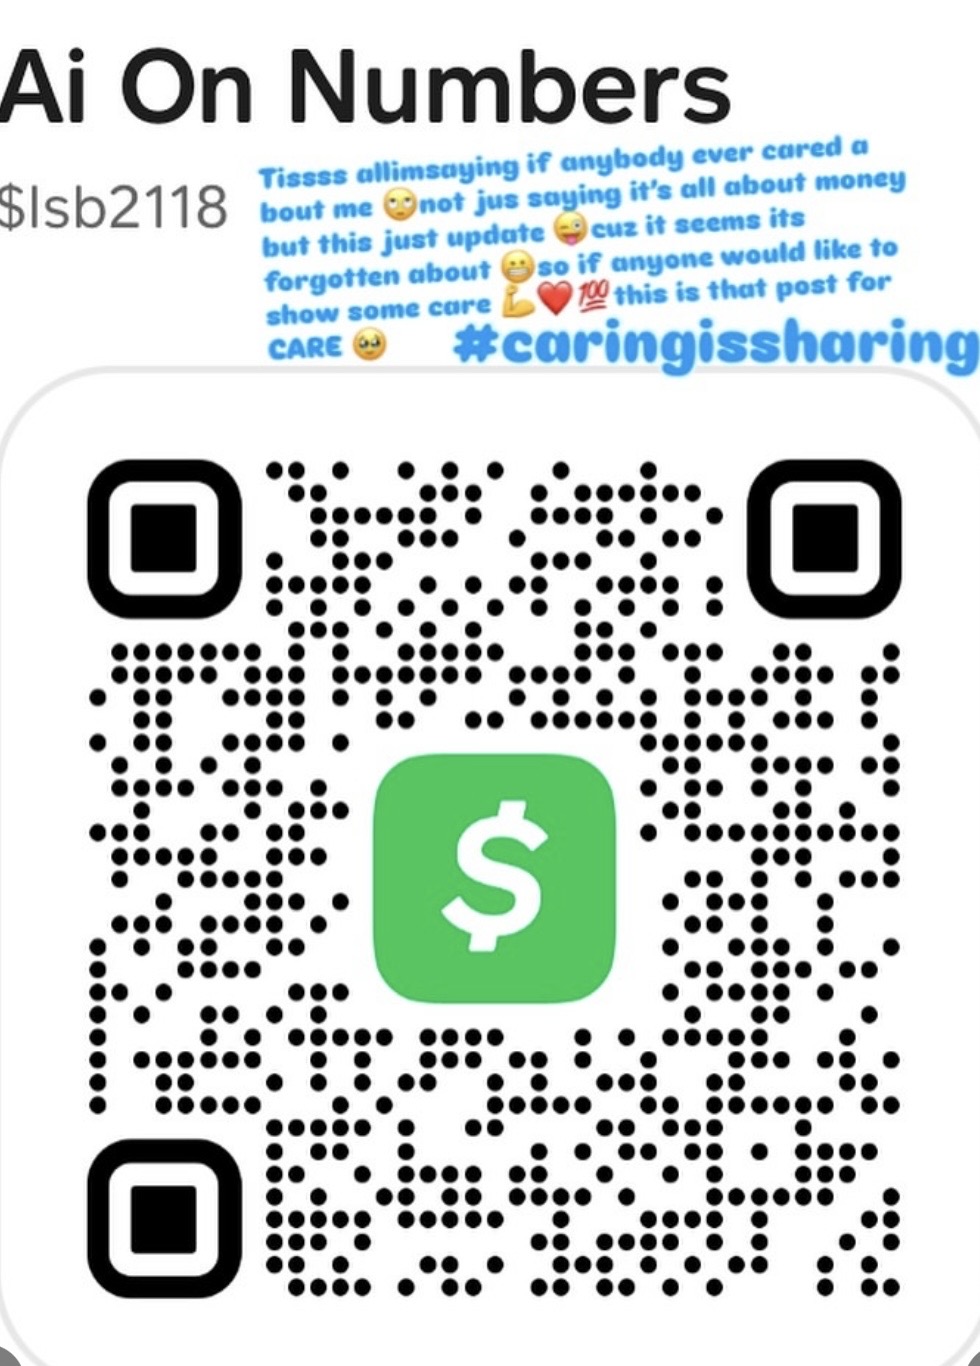 Ai On Numbers
$lsb2118
Tissss allimsaying if anybody ever cared a
bout me 🙄not jus saying it's all about money
but this just update 😜cuz it seems its
forgotten about 😬so if anyone would like to
show some care 💪❤️💯this is that post for
CARE 🥹
#caringissharing
$